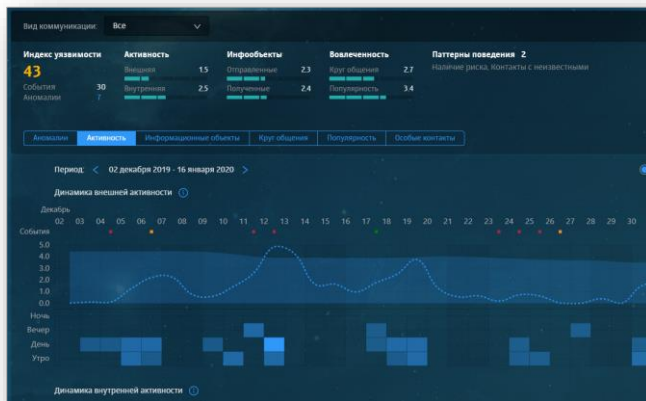 Вид коммуникации: Все
Индекс уязвимости Активность Инфообъекты Вовлеченность Паттерны поведения 2
43 Внешняя 1.5 Отправленные 2.3 Круг общения 2.7 Наличие риска. Контакты с неизвестными
События 30 Внутренняя 2.5 Полученные 2.4 Популярность 3.4
Аномалии 7
Аномалии Активность Информационные объекты Круг общения Популярность Особые контакты
Период: 02 декабря 2019 - 16 января 2020
Динамика внешней активности
Декабрь
02 03 04 05 06 07 08 09 10 11 12 13 14 15 16 17 18 19 20 21 22 23 24 25 26 27 28 29 30
События
5.0
4.0
3.0
2.0
1.0
0.0
Ночь
Вечер
День
Утро
Динамика внутренней активности